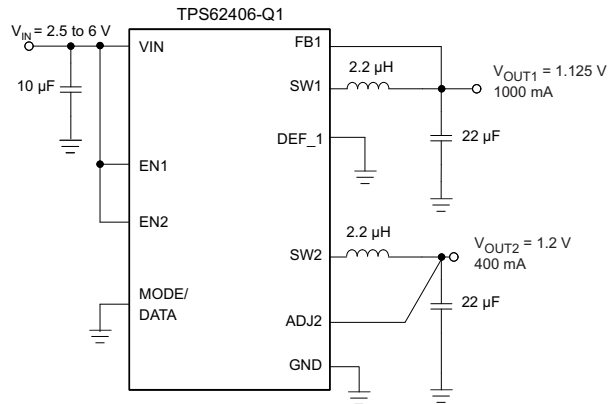 TPS62406-Q1
VIN = 2.5 to 6 V
VIN
FB1
10 µF
SW1
2.2 µH
VOUT1 = 1.125 V
1000 mA
DEF_1
22 µF
EN1
EN2
SW2
2.2 µH
VOUT2 = 1.2 V
400 mA
MODE/
DATA
ADJ2
22 µF
GND